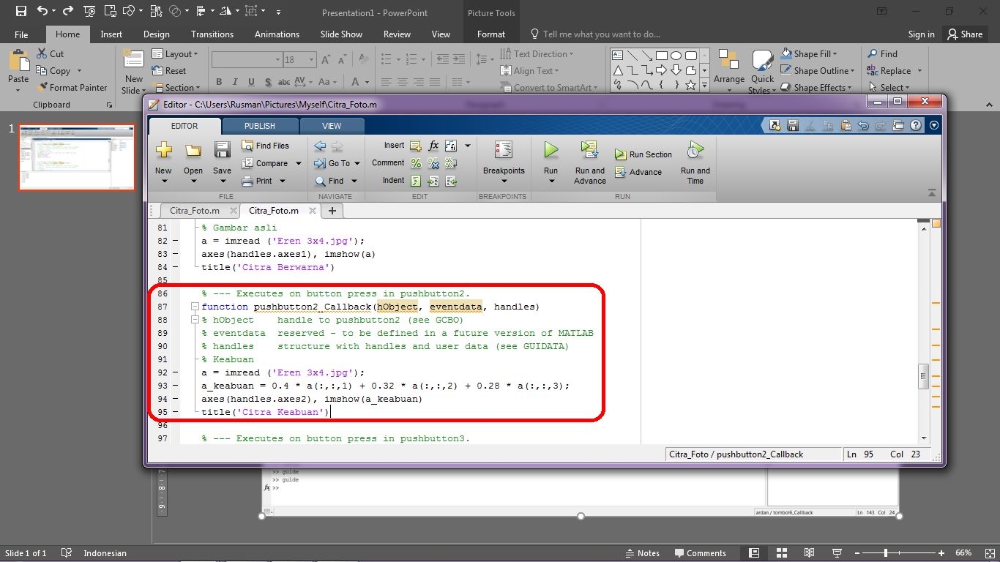 Presentation1 - PowerPoint
Picture Tools
File
Home
Insert
Design
Transitions
Animations
Slide Show
Review
View
Format
Tell me what you want to do...
Sign in
Share
Paste
Cut
Copy
Format Painter
Clipboard
New
Slide
Layout
Reset
Section
18
B I U S abc AV Aa A
Text Direction
Align Text
Convert to SmartArt
Arrange
Quick
Styles
Shape Fill
Shape Outline
Shape Effects
Find
Replace
Select
1
Editor - C:\Users\Rusman\Pictures\Myself\Citra_Foto.m
EDITOR
PUBLISH
VIEW
New
Open
Save
Find Files
Compare
Print
FILE
Go To
Find
NAVIGATE
Insert
Comment
Indent
EDIT
Breakpoints
BREAKPOINTS
Run
Run and
Advance
Run Section
Advance
Run and
Time
RUN
Citra_Foto.m
Citra_Foto.m
81 % Gambar asli
82 – a = imread ('Eren 3x4.jpg');
83 – axes(handles.axes1), imshow(a)
84 – title('Citra Berwarna')
85
86 % --- Executes on button press in pushbutton2.
87 function pushbutton2_Callback(hObject, eventdata, handles)
88 % hObject    handle to pushbutton2 (see GCBO)
89 % eventdata  reserved - to be defined in a future version of MATLAB
90 % handles    structure with handles and user data (see GUIDATA)
91 % Keabuan
92 – a = imread ('Eren 3x4.jpg');
93 – a_keabuan = 0.4 * a(:,:,1) + 0.32 * a(:,:,2) + 0.28 * a(:,:,3);
94 – axes(handles.axes2), imshow(a_keabuan)
95 – title('Citra Keabuan')
96
97 % --- Executes on button press in pushbutton3.
Citra_Foto / pushbutton2_Callback
Ln 95 Col 23
>> guide
>> guide
fx >>
ardan / tombol6_Callback
Ln 143 Col 24
Slide 1 of 1
Indonesian
Notes
Comments
66%